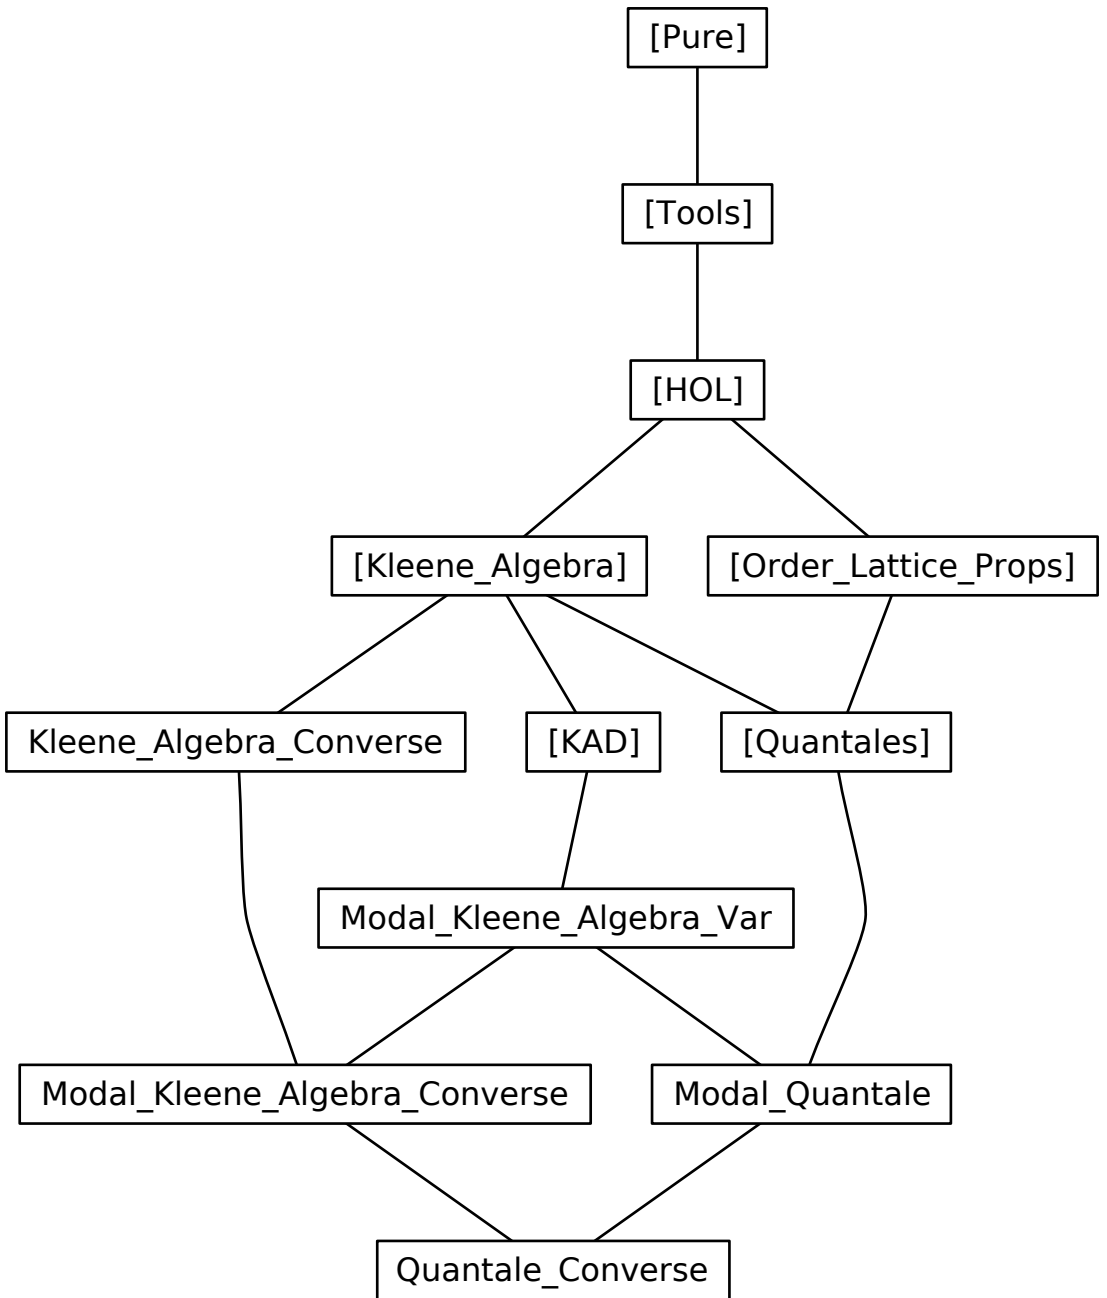 [Pure]
[Tools]
[HOL]
[Kleene_Algebra]
[Order_Lattice_Props]
Kleene_Algebra_Converse
[KAD]
[Quantales]
Modal_Kleene_Algebra_Var
Modal_Kleene_Algebra_Converse
Modal_Quantale
Quantale_Converse